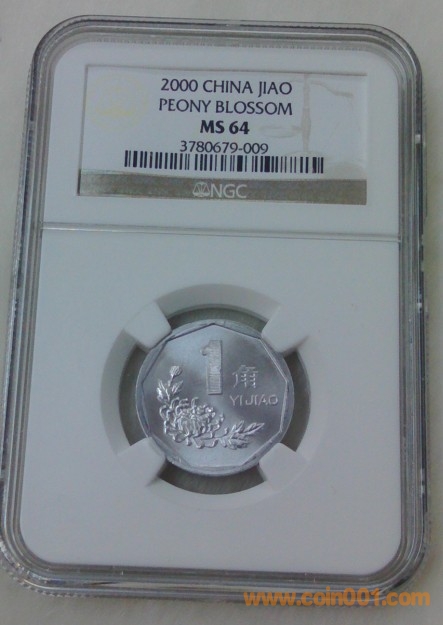 2000 CHINA JIAO
PEONY BLOSSOM
MS 64
3780679-009
NGC
1 角
YI JIAO
www.coin001.com